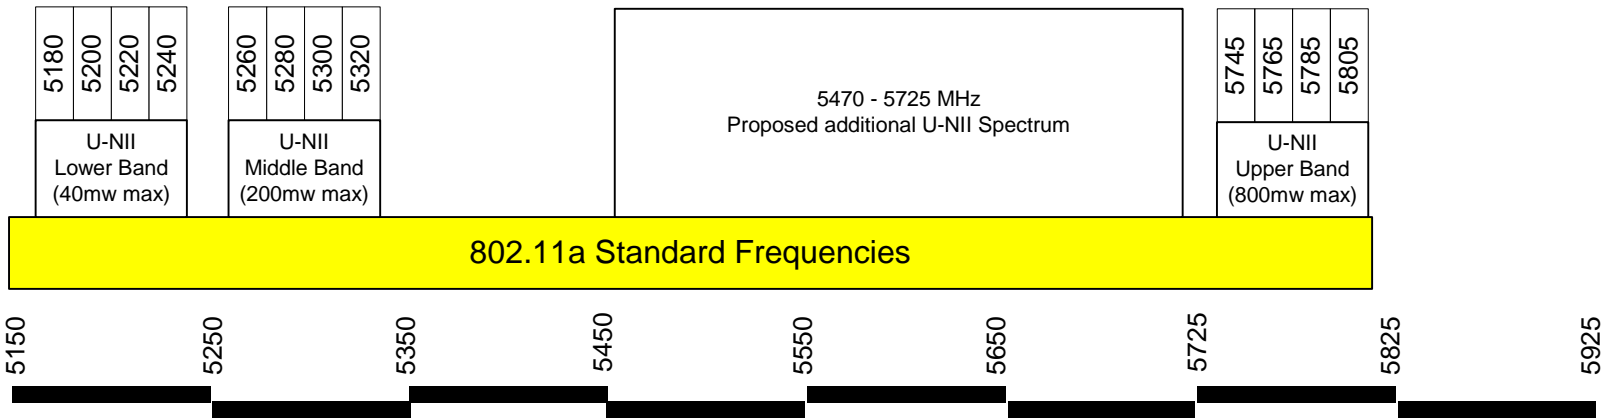 5180 5200 5220 5240
5260 5280 5300 5320
5745 5765 5785 5805
U-NII
Lower Band
(40mw max)
U-NII
Middle Band
(200mw max)
5470 - 5725 MHz
Proposed additional U-NII Spectrum
U-NII
Upper Band
(800mw max)
802.11a Standard Frequencies
5150 5250 5350 5450 5550 5650 5725 5825 5925